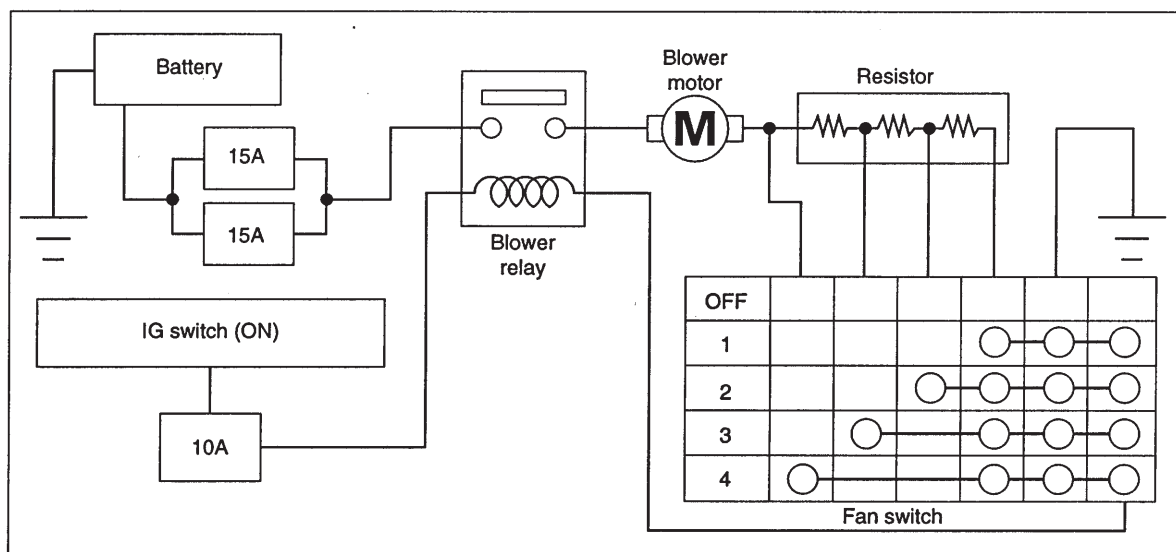 Battery
15A
15A
IG switch (ON)
10A
Blower
relay
Blower
motor
M
Resistor
OFF
1
2
3
4
Fan switch